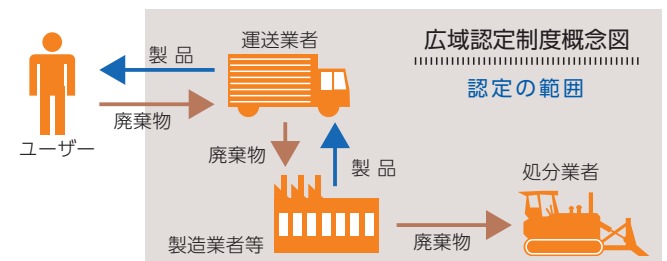 広域認定制度概念図
認定の範囲
運送業者
製 品
廃棄物
ユーザー
廃棄物
製 品
製造業者等
廃棄物
処分業者